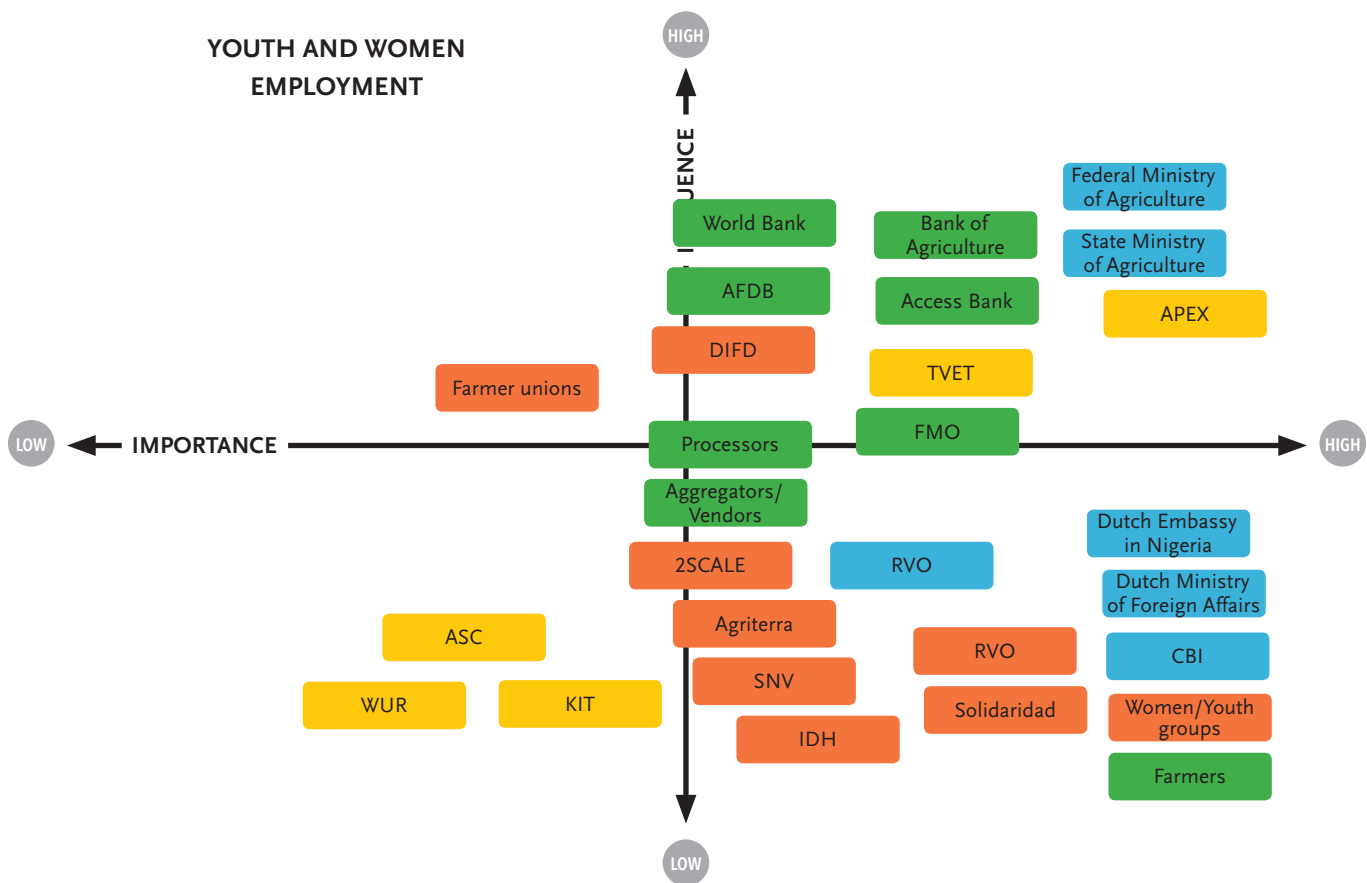 YOUTH AND WOMEN
EMPLOYMENT
HIGH
UENCE
Federal Ministry
of Agriculture
World Bank
Bank of
Agriculture
State Ministry
of Agriculture
AFDB
Access Bank
APEX
DIFD
TVET
Farmer unions
FMO
LOW
IMPORTANCE
Processors
HIGH
Aggregators/
Vendors
Dutch Embassy
in Nigeria
2SCALE
RVO
Dutch Ministry
of Foreign Affairs
Agriterra
ASC
RVO
CBI
SNV
WUR
KIT
Solidaridad
Women/Youth
groups
IDH
Farmers
LOW